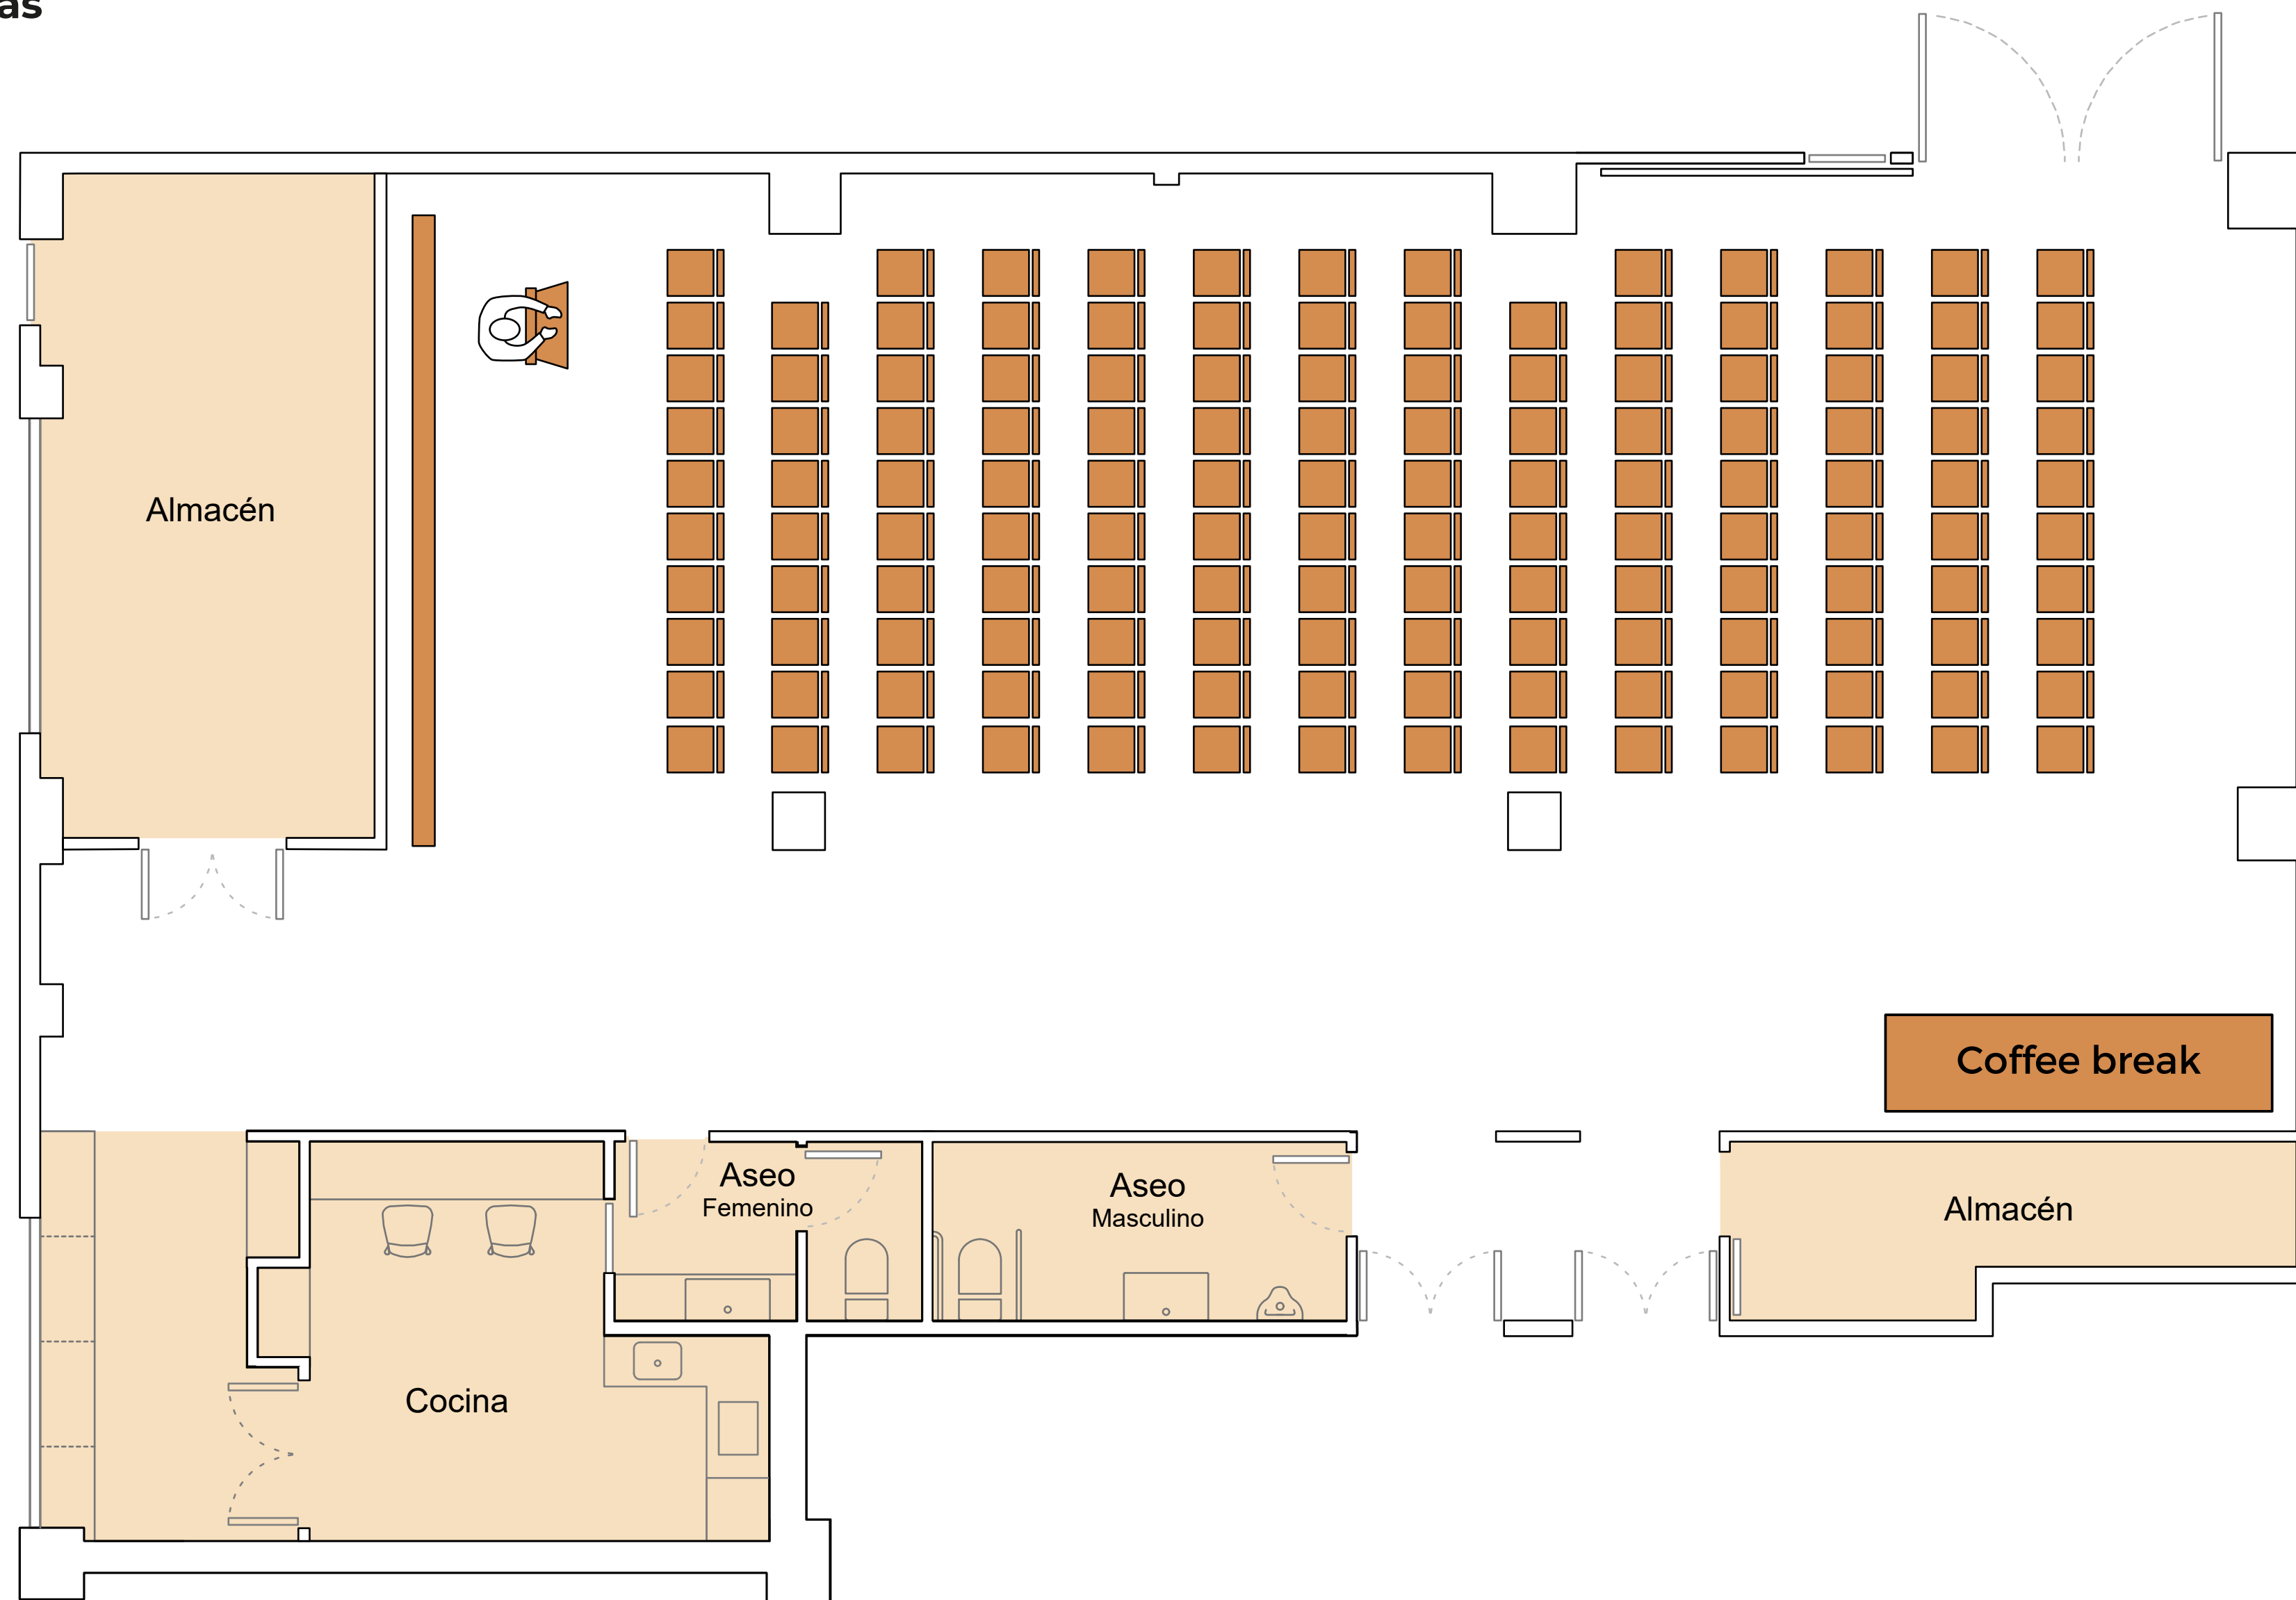 as
Almacén
Coffee break
Aseo
Femenino
Aseo
Masculino
Almacén
Cocina